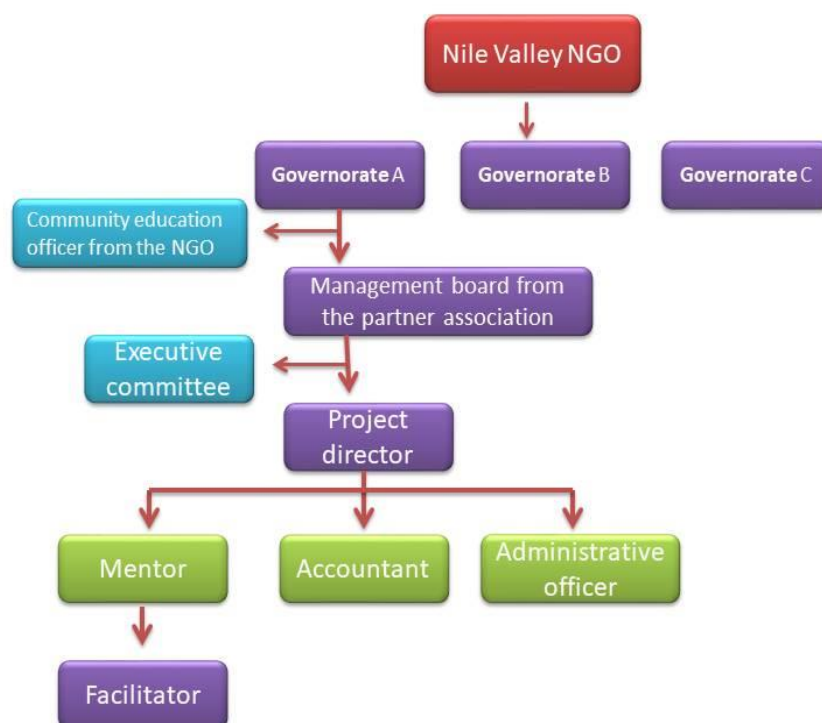 Nile Valley NGO
Governorate A
Governorate B
Governorate C
Community education
officer from the NGO
Management board from
the partner association
Executive
committee
Project
director
Mentor
Accountant
Administrative
officer
Facilitator